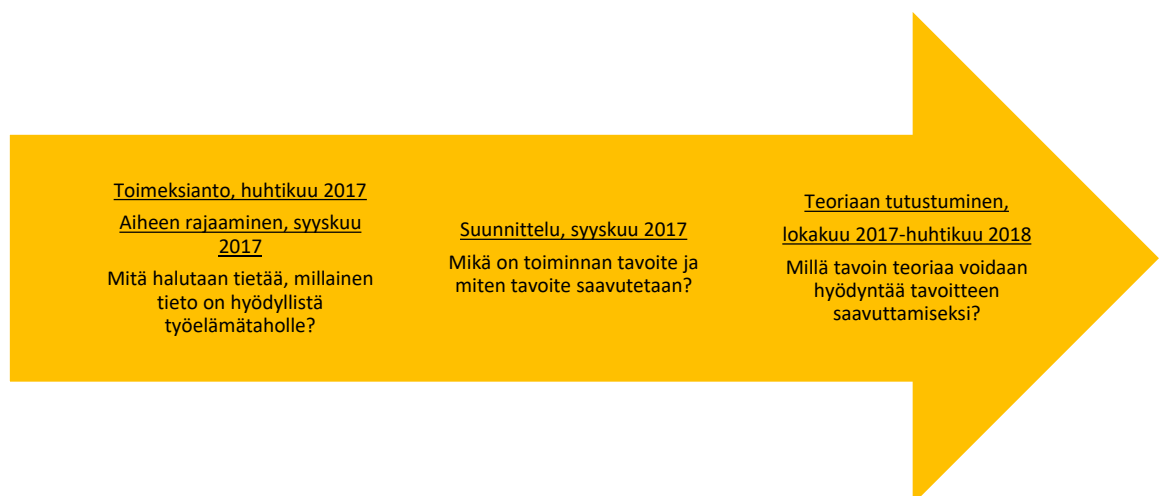 Toimeksianto, huhtikuu 2017
Aiheen rajaaminen, syyskuu
2017
Mitä halutaan tietää, millainen
tieto on hyödyllistä
työelämätaholle?
Suunnittelu, syyskuu 2017
Mikä on toiminnan tavoite ja
miten tavoite saavutetaan?
Teoriaan tutustuminen,
lokakuu 2017-huhtikuu 2018
Millä tavoin teoriaa voidaan
hyödyntää tavoitteen
saavuttamiseksi?